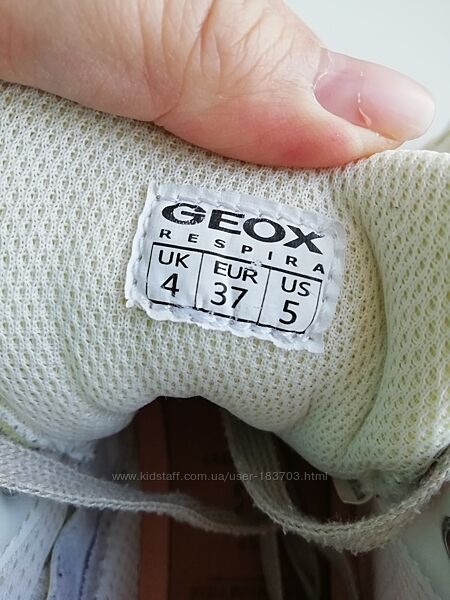 GEOX
RESPIRA
UK EUR US
4 37 5
www.kidstaff.com.ua/user-183703.html